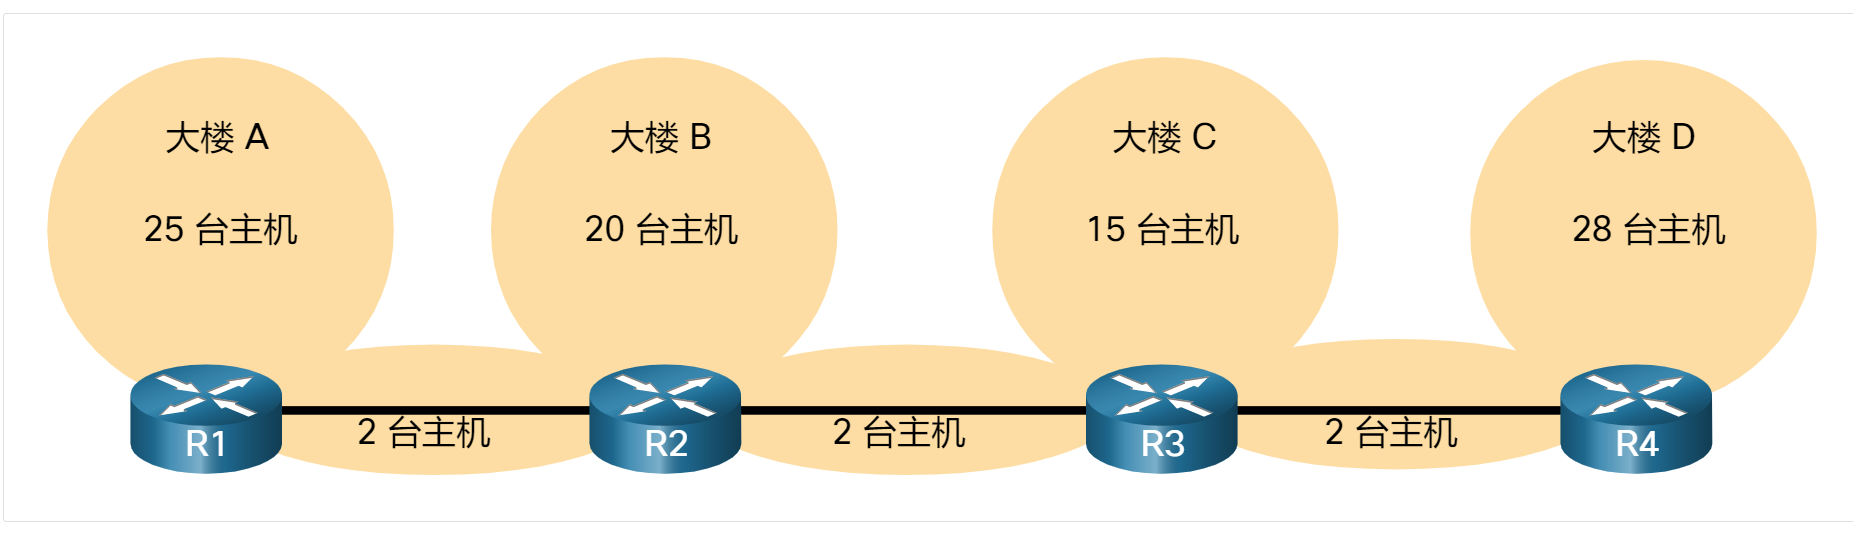 大楼 A
大楼 B
大楼 C
大楼 D
25 台主机
20 台主机
15 台主机
28 台主机
2 台主机
2 台主机
2 台主机
R1
R2
R3
R4